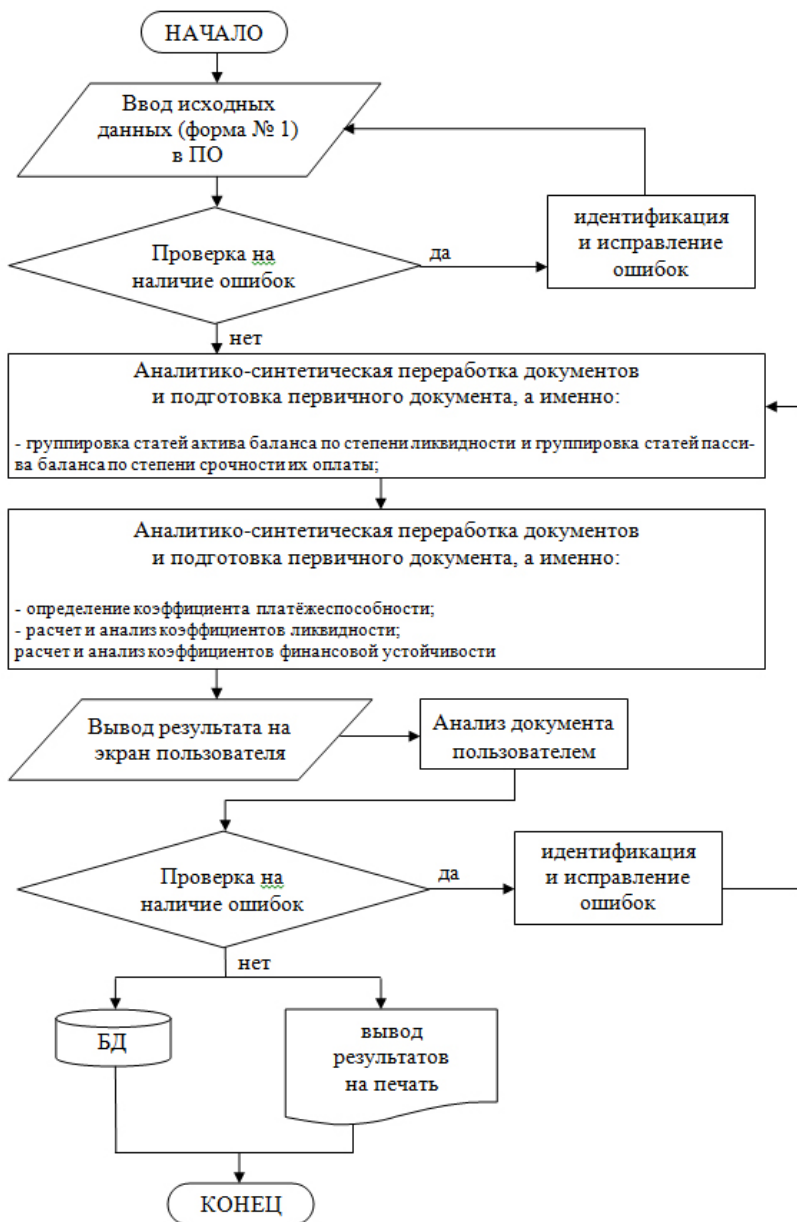 НАЧАЛО
Ввод исходных
данных (форма № 1)
в ПО
Проверка на
наличие ошибок
да
идентификация
и исправление
ошибок
нет
Аналитико-синтетическая переработка документов
и подготовка первичного документа, а именно:
- группировка статей актива баланса по степени ликвидности и группировка статей пасси-
ва баланса по степени срочности их оплаты;
Аналитико-синтетическая переработка документов
и подготовка первичного документа, а именно:
- определение коэффициента платёжеспособности;
- расчет и анализ коэффициентов ликвидности;
расчет и анализ коэффициентов финансовой устойчивости
Вывод результата на
экран пользователя
Анализ документа
пользователем
Проверка на
наличие ошибок
да
идентификация
и исправление
ошибок
нет
БД
вывод
результатов
на печать
КОНЕЦ